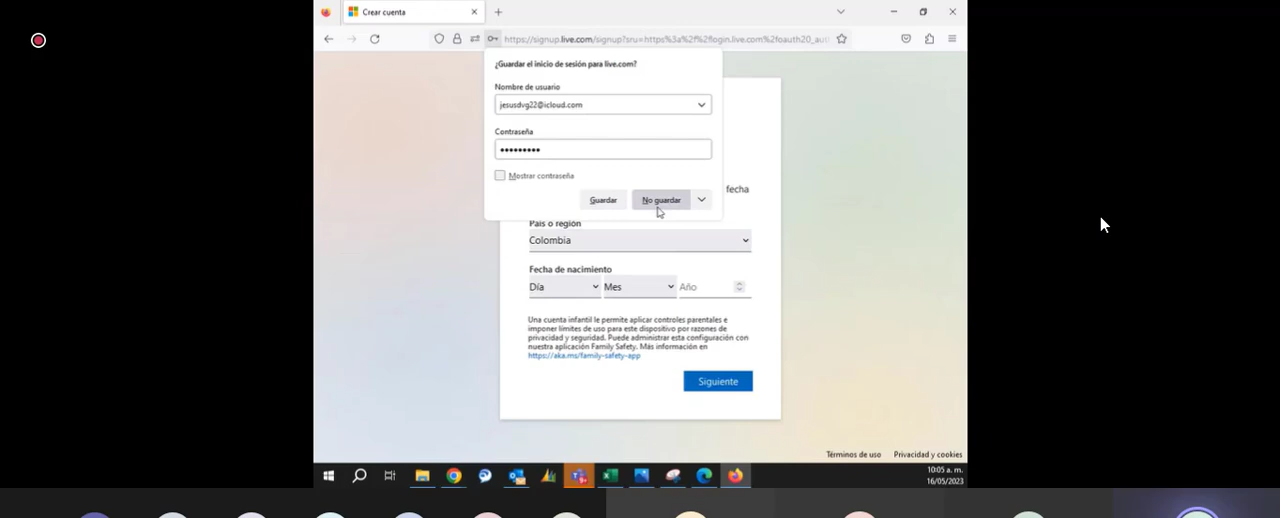 Crear cuenta
https://signup.live.com/signup?sru=https%3a%2f%2flogin.live.com%2foauth20_aut
¿Guardar el inicio de sesión para live.com?
Nombre de usuario
jesusdvg22@icloud.com
Contraseña
•••••••••
Mostrar contraseña
Guardar
No guardar
fecha
País o región
Colombia
Fecha de nacimiento
Día
Mes
Año
Una cuenta infantil le permite aplicar controles parentales e
imponer límites de uso para este dispositivo por razones de
privacidad y seguridad. Puede administrar esta configuración con
nuestra aplicación Family Safety. Más información en
https://aka.ms/family-safety-app
Siguiente
Términos de uso
Privacidad y cookies
10:05 a. m.
16/05/2023